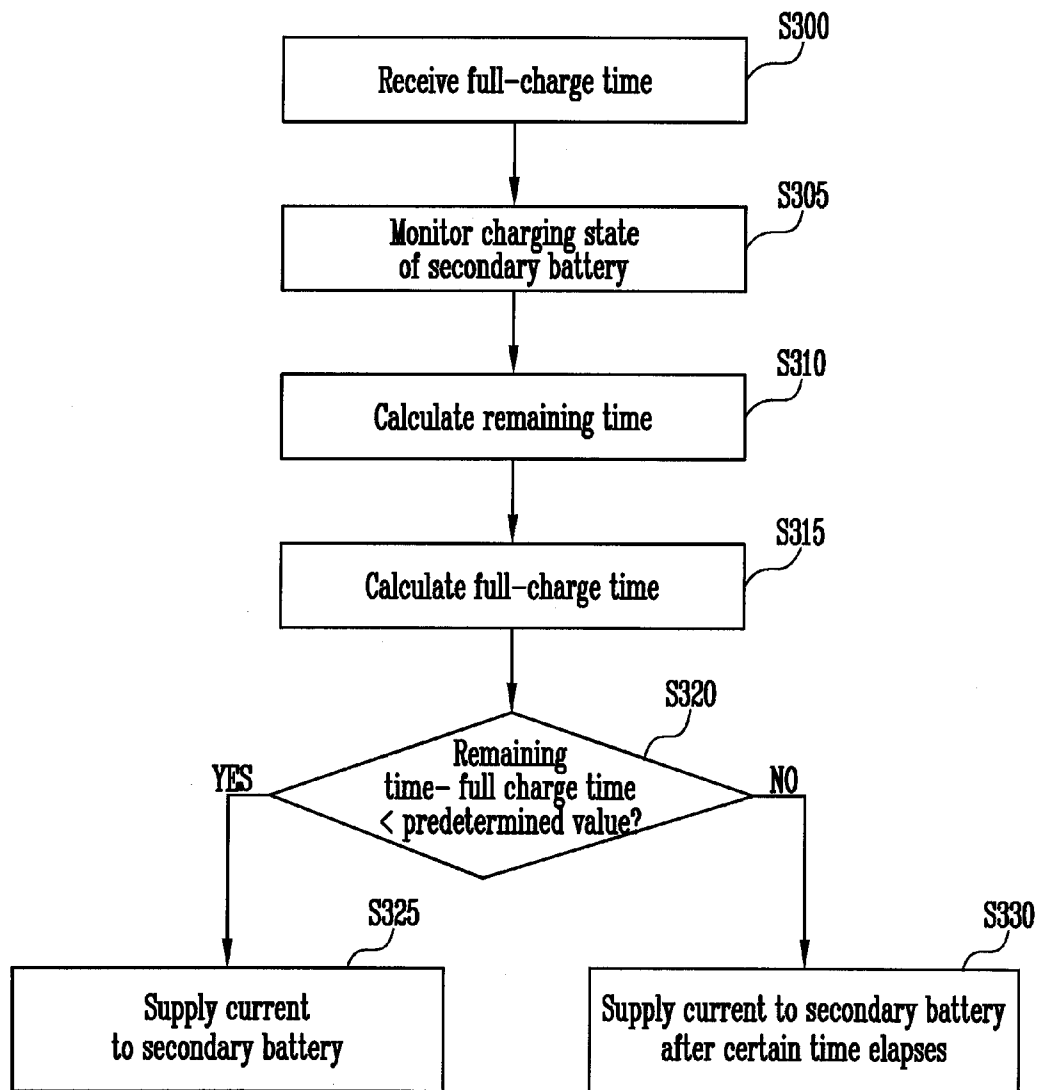 S300
Receive full-charge time
S305
Monitor charging state
of secondary battery
S310
Calculate remaining time
S315
Calculate full-charge time
S320
Remaining
time- full charge time
< predetermined value?
YES
NO
S325
Supply current
to secondary battery
S330
Supply current to secondary battery
after certain time elapses